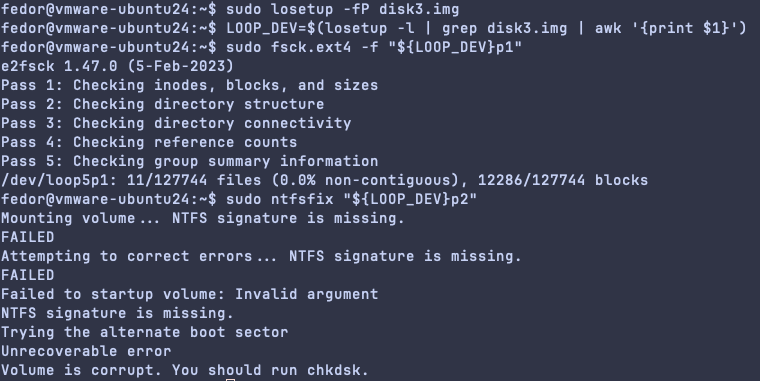 fedor@vmware-ubuntu24:~$ sudo losetup -fP disk3.img
fedor@vmware-ubuntu24:~$ LOOP_DEV=$(losetup -l | grep disk3.img | awk '{print $1}')
fedor@vmware-ubuntu24:~$ sudo fsck.ext4 -f "${LOOP_DEV}p1"
e2fsck 1.47.0 (5-Feb-2023)
Pass 1: Checking inodes, blocks, and sizes
Pass 2: Checking directory structure
Pass 3: Checking directory connectivity
Pass 4: Checking reference counts
Pass 5: Checking group summary information
/dev/loop5p1: 11/127744 files (0.0% non-contiguous), 12286/127744 blocks
fedor@vmware-ubuntu24:~$ sudo ntfsfix "${LOOP_DEV}p2"
Mounting volume... NTFS signature is missing.
FAILED
Attempting to correct errors... NTFS signature is missing.
FAILED
Failed to startup volume: Invalid argument
NTFS signature is missing.
Trying the alternate boot sector
Unrecoverable error
Volume is corrupt. You should run chkdsk.